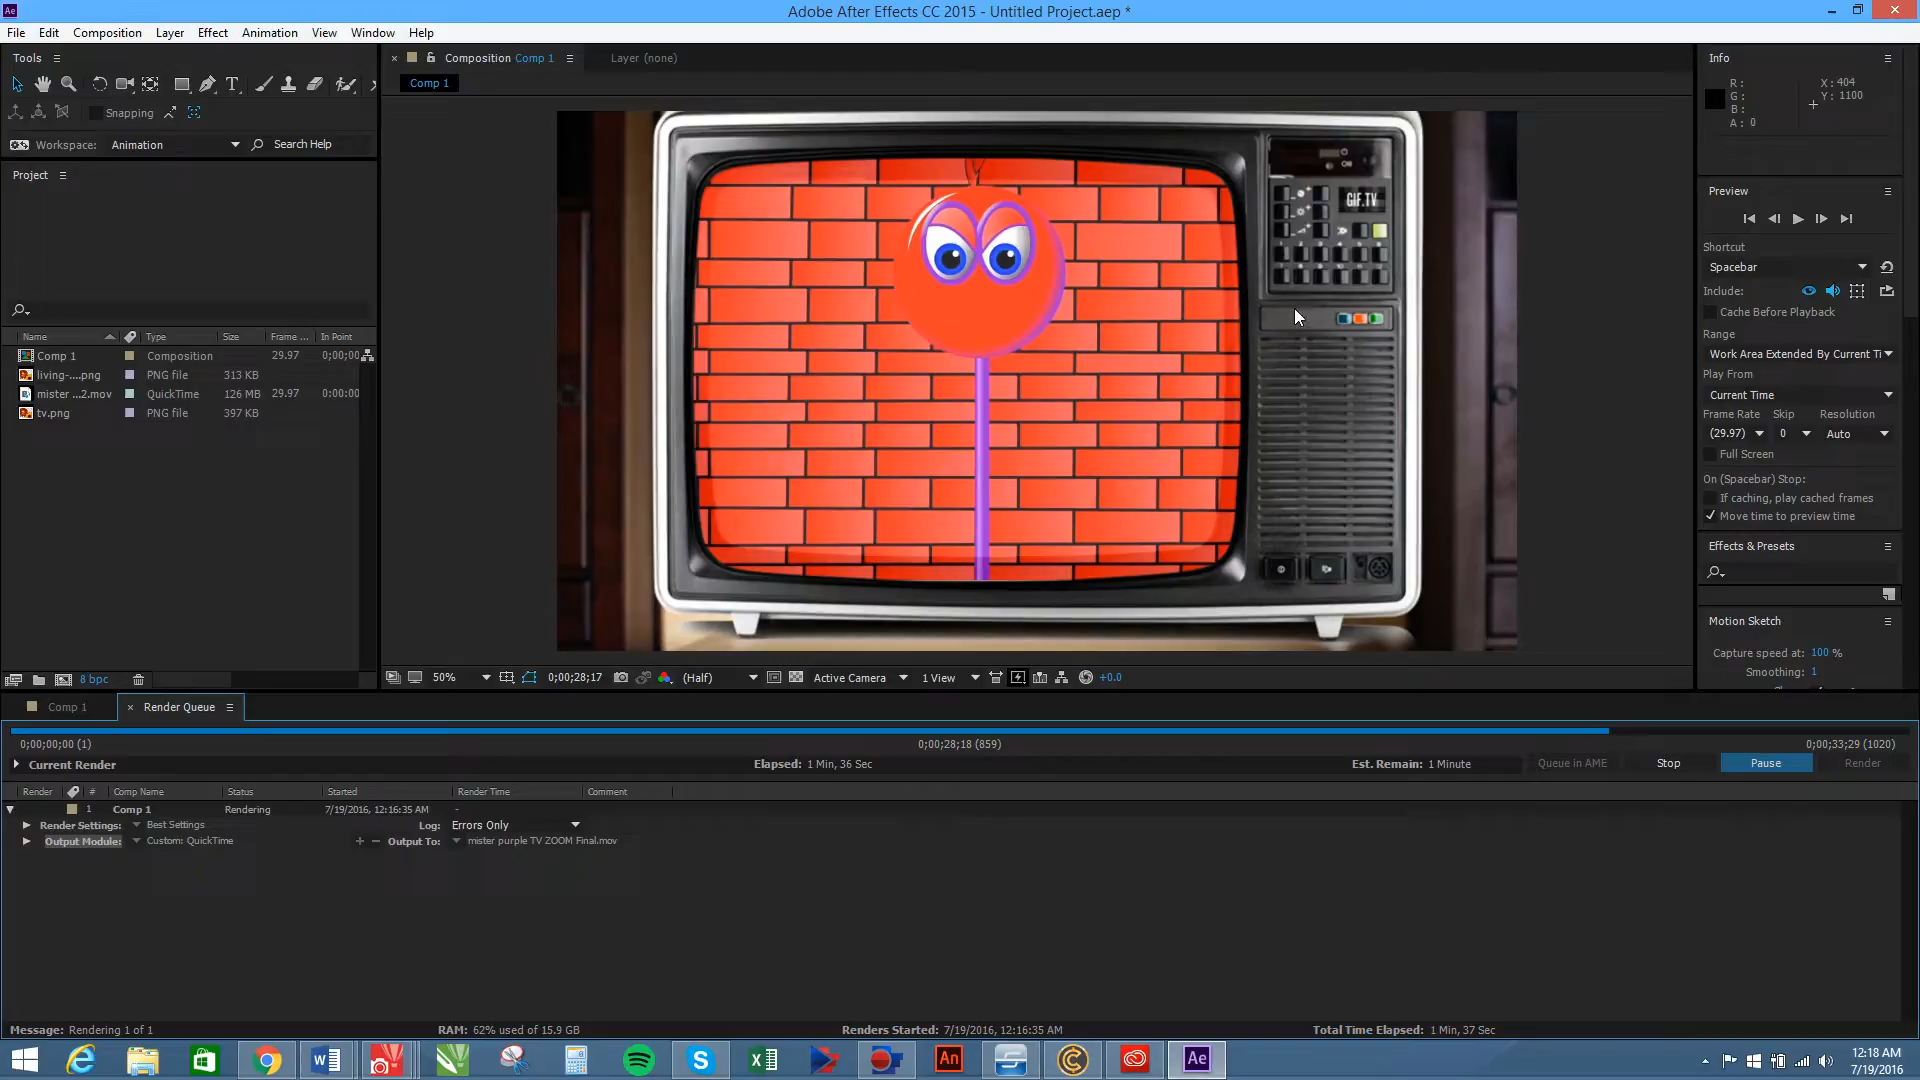 Adobe After Effects CC 2015 - Untitled Project.aep *
File Edit Composition Layer Effect Animation View Window Help
Tools
Snapping
Workspace: Animation Search Help
Project
Name Type Size Frame ... In Point
Comp 1 Composition 29.97 0;00;00
living-....png PNG file 313 KB
mister ...2.mov QuickTime 126 MB 29.97 0:00:00
tv.png PNG file 397 KB
8 bpc
Composition Comp 1 Layer (none)
Comp 1
GIF.TV
50% 0;00;28;17 (Half) Active Camera 1 View +0.0
Info
R : X : 404
G : Y : 1100
B :
A : 0
Preview
Shortcut
Spacebar
Include:
Cache Before Playback
Range
Work Area Extended By Current Ti
Play From
Current Time
Frame Rate Skip Resolution
(29.97) 0 Auto
Full Screen
On (Spacebar) Stop:
If caching, play cached frames
Move time to preview time
Effects & Presets
Motion Sketch
Capture speed at: 100 %
Smoothing: 1
Comp 1 Render Queue
0;00;00;00 (1) 0;00;28;18 (859) 0;00;33;29 (1020)
Current Render Elapsed: 1 Min, 36 Sec Est. Remain: 1 Minute Queue in AME Stop Pause Render
Render # Comp Name Status Started Render Time Comment
1 Comp 1 Rendering 7/19/2016, 12:16:35 AM -
Render Settings: Best Settings Log: Errors Only
Output Module: Custom: QuickTime + − Output To: mister purple TV ZOOM Final.mov
Message: Rendering 1 of 1 RAM: 62% used of 15.9 GB Renders Started: 7/19/2016, 12:16:35 AM Total Time Elapsed: 1 Min, 37 Sec
An Ae
12:18 AM
7/19/2016